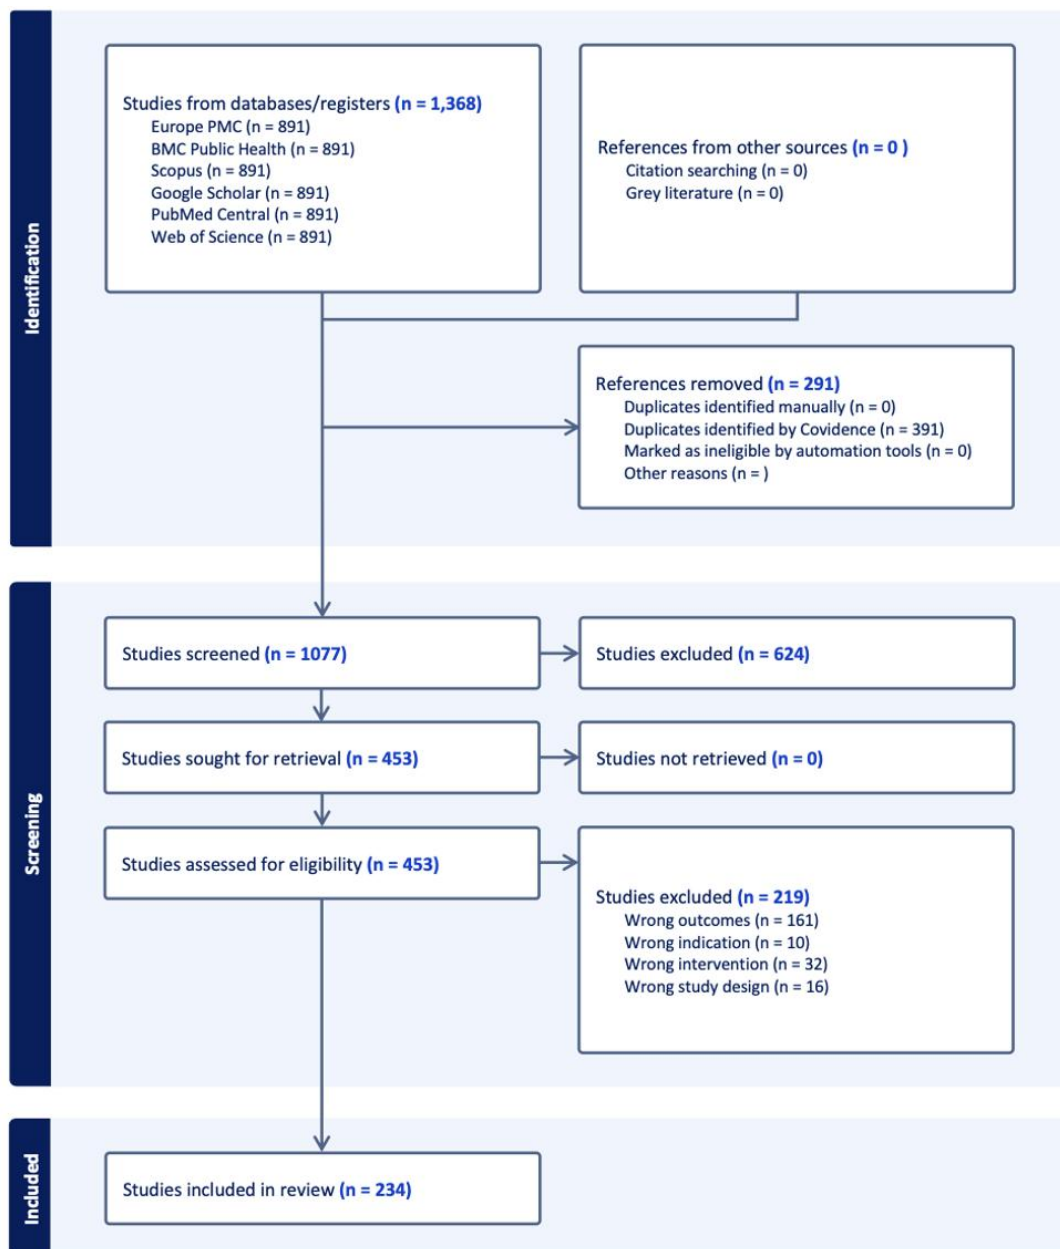 Identification
Studies from databases/registers (n = 1,368)
Europe PMC (n = 891)
BMC Public Health (n = 891)
Scopus (n = 891)
Google Scholar (n = 891)
PubMed Central (n = 891)
Web of Science (n = 891)
References from other sources (n = 0 )
Citation searching (n = 0)
Grey literature (n = 0)
References removed (n = 291)
Duplicates identified manually (n = 0)
Duplicates identified by Covidence (n = 391)
Marked as ineligible by automation tools (n = 0)
Other reasons (n = )
Screening
Studies screened (n = 1077)
Studies excluded (n = 624)
Studies sought for retrieval (n = 453)
Studies not retrieved (n = 0)
Studies assessed for eligibility (n = 453)
Studies excluded (n = 219)
Wrong outcomes (n = 161)
Wrong indication (n = 10)
Wrong intervention (n = 32)
Wrong study design (n = 16)
Included
Studies included in review (n = 234)